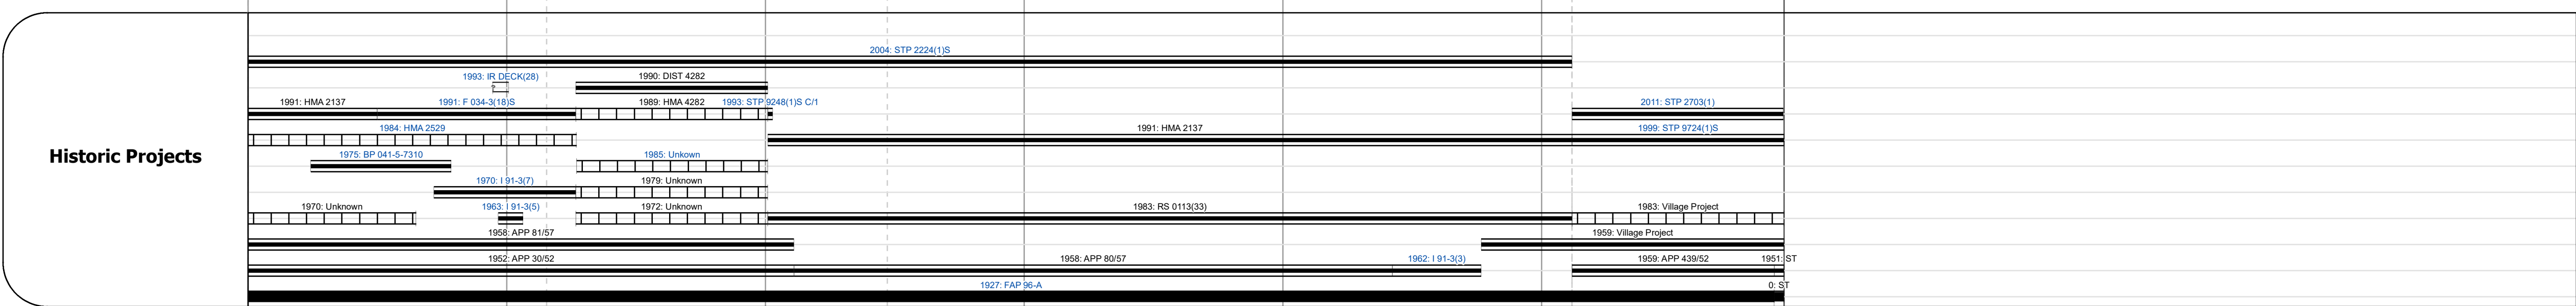 2004: STP 2224(1)S
1993: IR DECK(28) 1990: DIST 4282
1991: HMA 2137 1991: F 034-3(18)S 1989: HMA 4282 1993: STP 9248(1)S C/1 2011: STP 2703(1)
1984: HMA 2529 1991: HMA 2137 1999: STP 9724(1)S
Historic Projects
1975: BP 041-5-7310 1985: Unkown
1970: I 91-3(7) 1979: Unknown
1970: Unknown 1963: I 91-3(5) 1972: Unknown 1983: RS 0113(33) 1983: Village Project
1958: APP 81/57 1959: Village Project
1952: APP 30/52 1958: APP 80/57 1962: I 91-3(3) 1959: APP 439/52 1951: ST
1927: FAP 96-A 0: ST